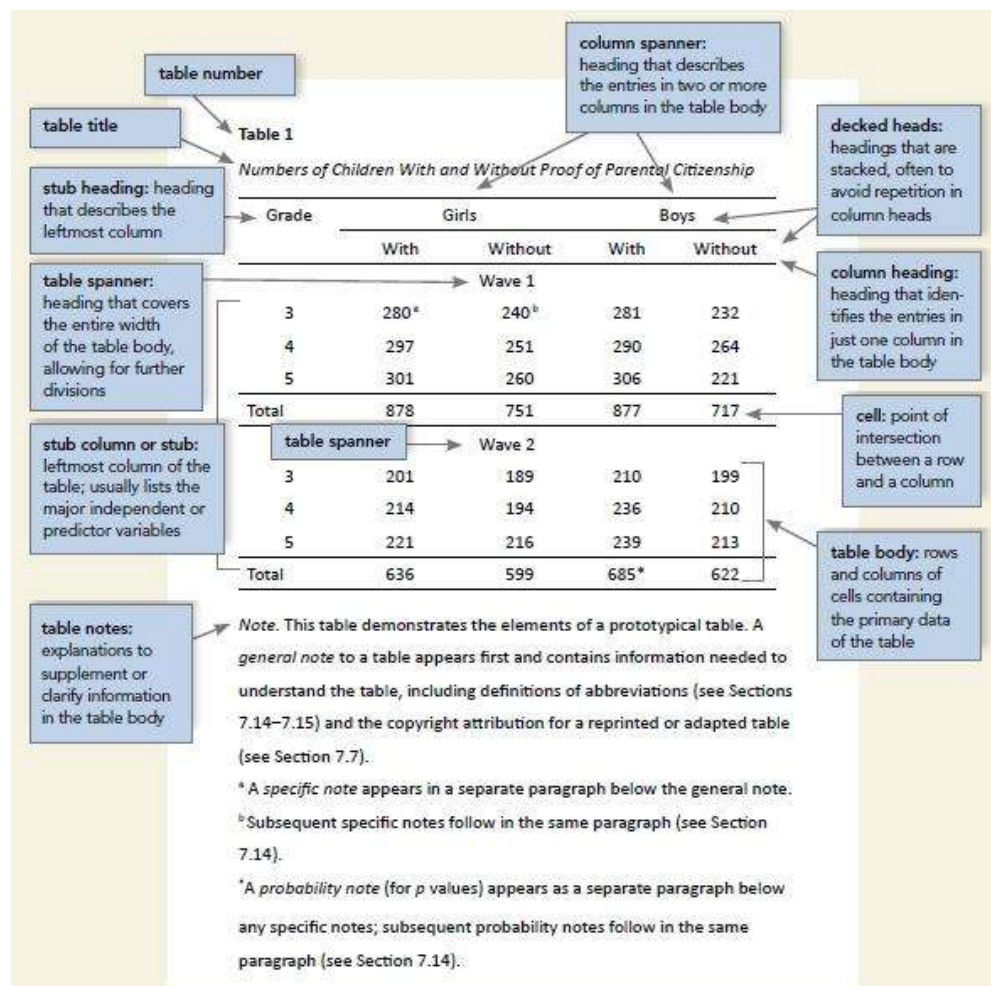 column spanner:
heading that describes
the entries in two or more
columns in the table body
table number
table title
Table 1
decked heads:
headings that are
stacked, often to
avoid repetition in
column heads
Numbers of Children With and Without Proof of Parental Citizenship
stub heading: heading
that describes the
leftmost column
Grade Girls Boys
With Without With Without
column heading:
heading that iden-
tifies the entries in
just one column in
the table body
table spanner:
heading that covers
the entire width
of the table body,
allowing for further
divisions
Wave 1
3 280ᵃ 240ᵇ 281 232
4 297 251 290 264
5 301 260 306 221
Total 878 751 877 717
cell: point of
intersection
between a row
and a column
stub column or stub:
leftmost column of the
table; usually lists the
major independent or
predictor variables
table spanner
Wave 2
3 201 189 210 199
4 214 194 236 210
5 221 216 239 213
Total 636 599 685* 622
table body: rows
and columns of
cells containing
the primary data
of the table
table notes:
explanations to
supplement or
clarify information
in the table body
Note. This table demonstrates the elements of a prototypical table. A
general note to a table appears first and contains information needed to
understand the table, including definitions of abbreviations (see Sections
7.14–7.15) and the copyright attribution for a reprinted or adapted table
(see Section 7.7).
ᵃ A specific note appears in a separate paragraph below the general note.
ᵇ Subsequent specific notes follow in the same paragraph (see Section
7.14).
*A probability note (for p values) appears as a separate paragraph below
any specific notes; subsequent probability notes follow in the same
paragraph (see Section 7.14).